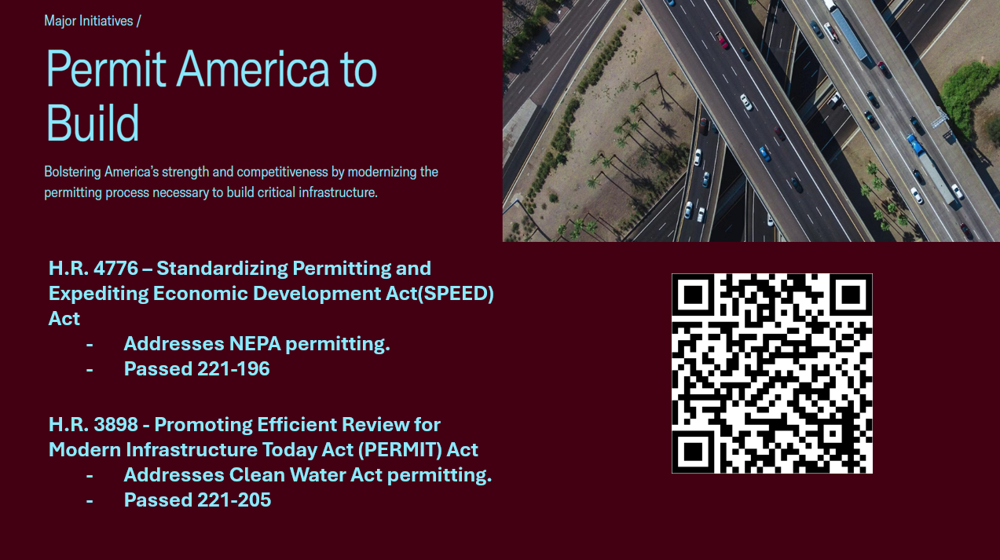 Major Initiatives /
Permit America to
Build
Bolstering America's strength and competitiveness by modernizing the
permitting process necessary to build critical infrastructure.
H.R. 4776 – Standardizing Permitting and
Expediting Economic Development Act(SPEED)
Act
- Addresses NEPA permitting.
- Passed 221-196
H.R. 3898 - Promoting Efficient Review for
Modern Infrastructure Today Act (PERMIT) Act
- Addresses Clean Water Act permitting.
- Passed 221-205